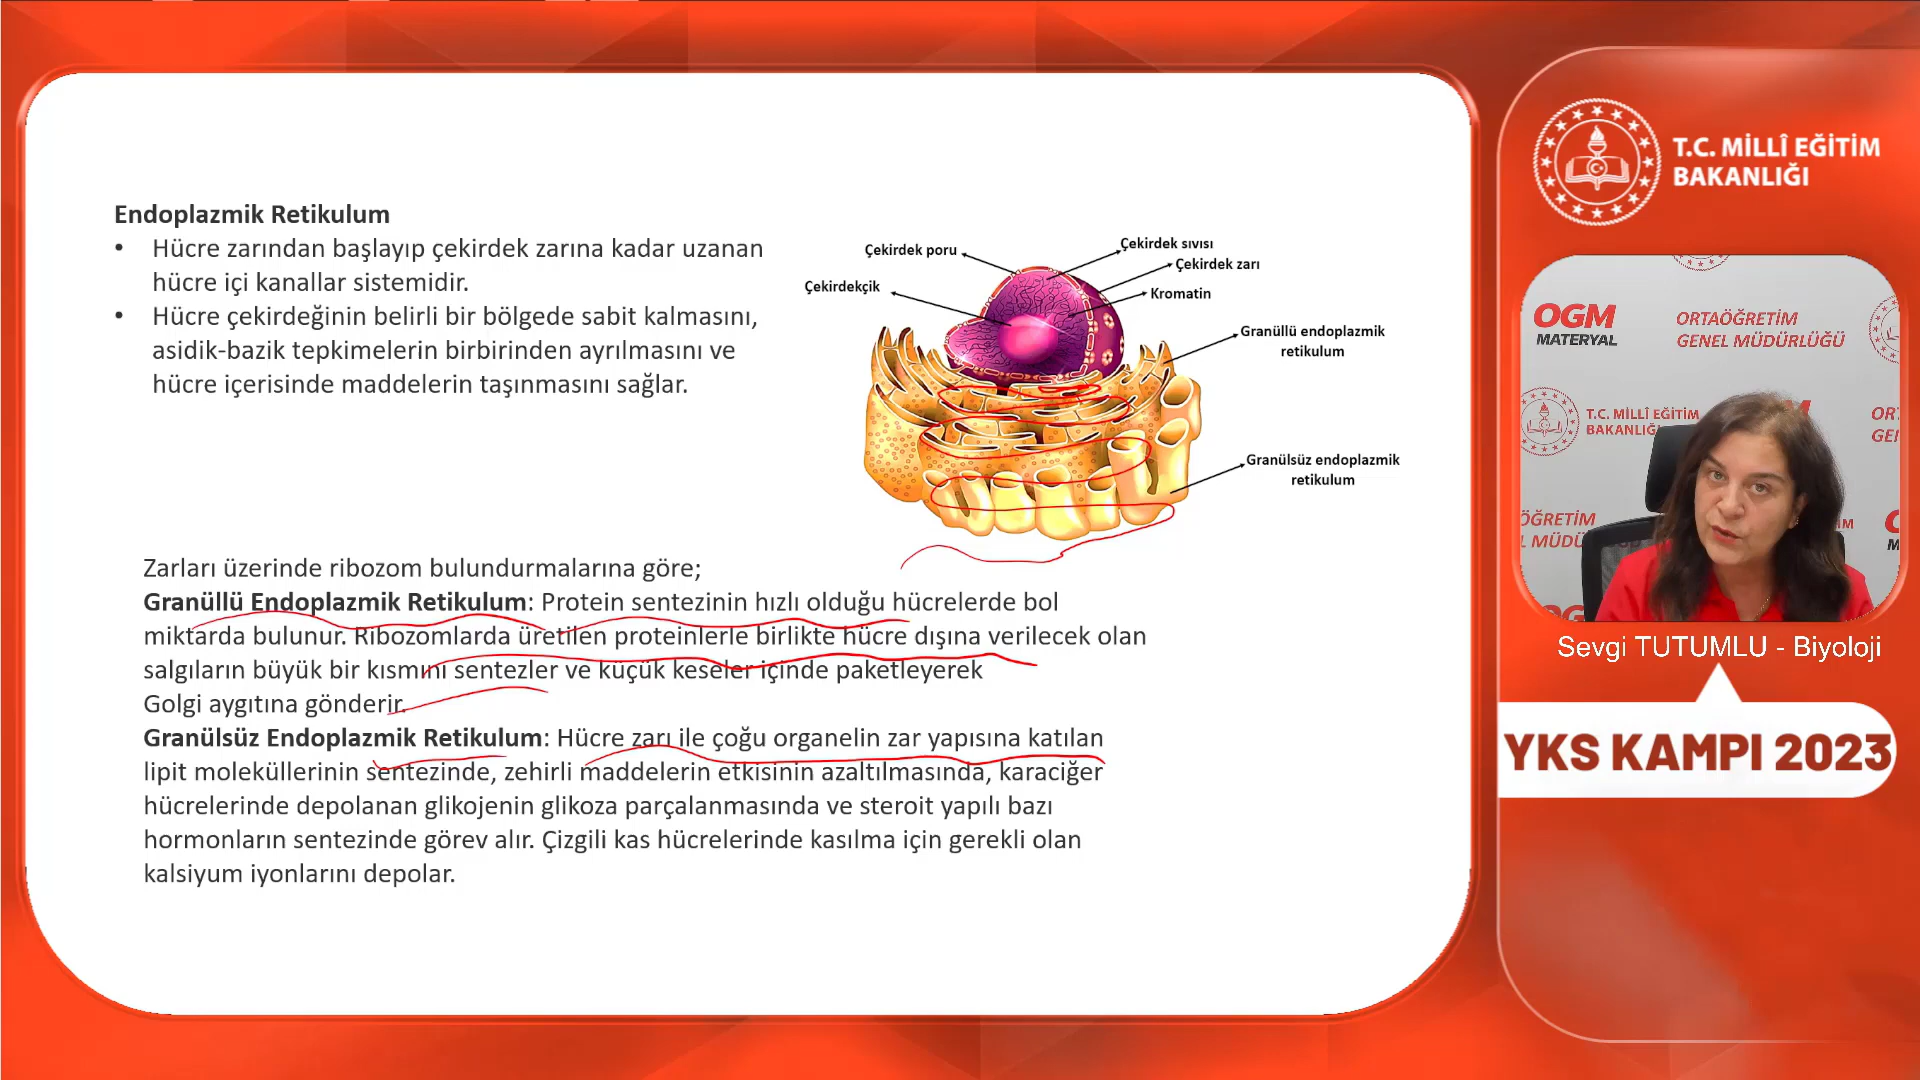 Endoplazmik Retikulum
• Hücre zarından başlayıp çekirdek zarına kadar uzanan
hücre içi kanallar sistemidir.
• Hücre çekirdeğinin belirli bir bölgede sabit kalmasını,
asidik-bazik tepkimelerin birbirinden ayrılmasını ve
hücre içerisinde maddelerin taşınmasını sağlar.
Çekirdek poru
Çekirdekçik
Çekirdek sıvısı
Çekirdek zarı
Kromatin
Granüllü endoplazmik
retikulum
Granülsüz endoplazmik
retikulum
Zarları üzerinde ribozom bulundurmalarına göre;
Granüllü Endoplazmik Retikulum: Protein sentezinin hızlı olduğu hücrelerde bol
miktarda bulunur. Ribozomlarda üretilen proteinlerle birlikte hücre dışına verilecek olan
salgıların büyük bir kısmını sentezler ve küçük keseler içinde paketleyerek
Golgi aygıtına gönderir.
Granülsüz Endoplazmik Retikulum: Hücre zarı ile çoğu organelin zar yapısına katılan
lipit moleküllerinin sentezinde, zehirli maddelerin etkisinin azaltılmasında, karaciğer
hücrelerinde depolanan glikojenin glikoza parçalanmasında ve steroit yapılı bazı
hormonların sentezinde görev alır. Çizgili kas hücrelerinde kasılma için gerekli olan
kalsiyum iyonlarını depolar.
T.C. MİLLÎ EĞİTİM
BAKANLIĞI
OGM
MATERYAL
ORTAÖĞRETİM
GENEL MÜDÜRLÜĞÜ
T.C. MİLLÎ EĞİTİM
BAKANLIĞI
Sevgi TUTUMLU - Biyoloji
YKS KAMPI 2023